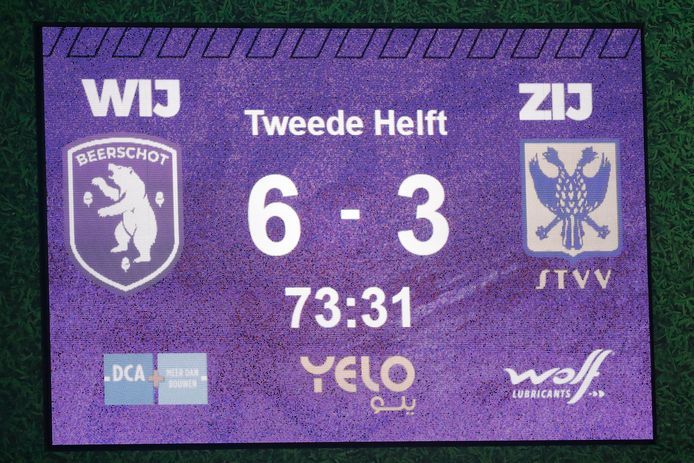 WIJ
ZIJ
Tweede Helft
BEERSCHOT
6 - 3
STVV
73:31
DCA + MEER DAN
BOUWEN
YELO
يلو
wolf
LUBRICANTS